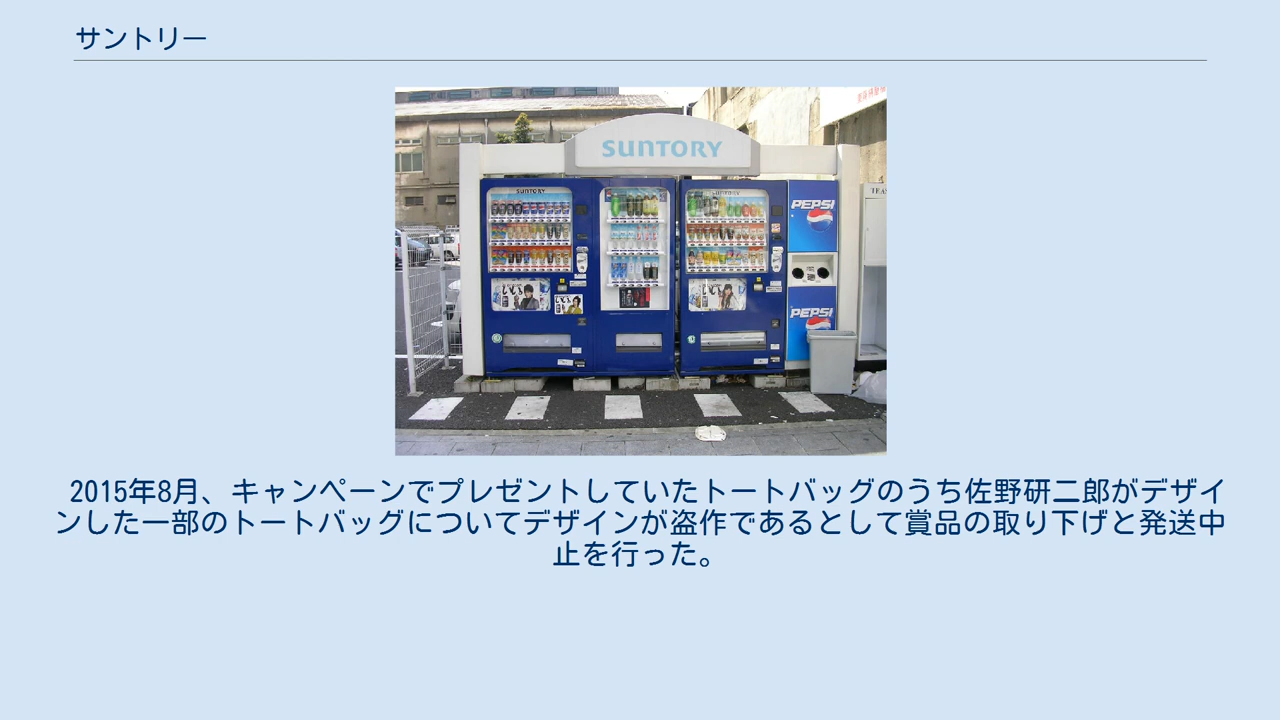 サントリー
SUNTORY
SUNTORY
SUNTORY
PEPSI
PEPSI
2015年8月、キャンペーンでプレゼントしていたトートバッグのうち佐野研二郎がデザイ
ンした一部のトートバッグについてデザインが盗作であるとして賞品の取り下げと発送中
止を行った。